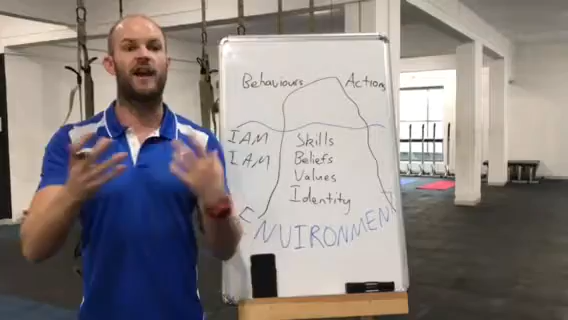 Behaviours Actions
I AM Skills
I AM Beliefs
Values
Identity
ENVIRONMENT